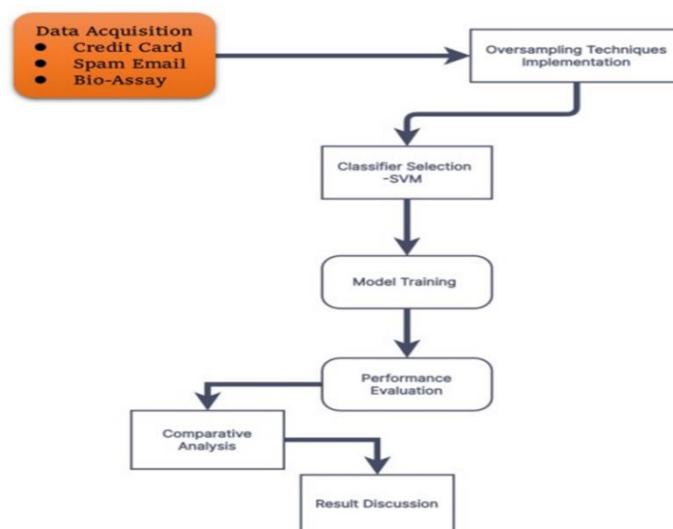 Data Acquisition
● Credit Card
● Spam Email
● Bio-Assay
Oversampling Techniques
Implementation
Classifier Selection
-SVM
Model Training
Performance
Evaluation
Comparative
Analysis
Result Discussion